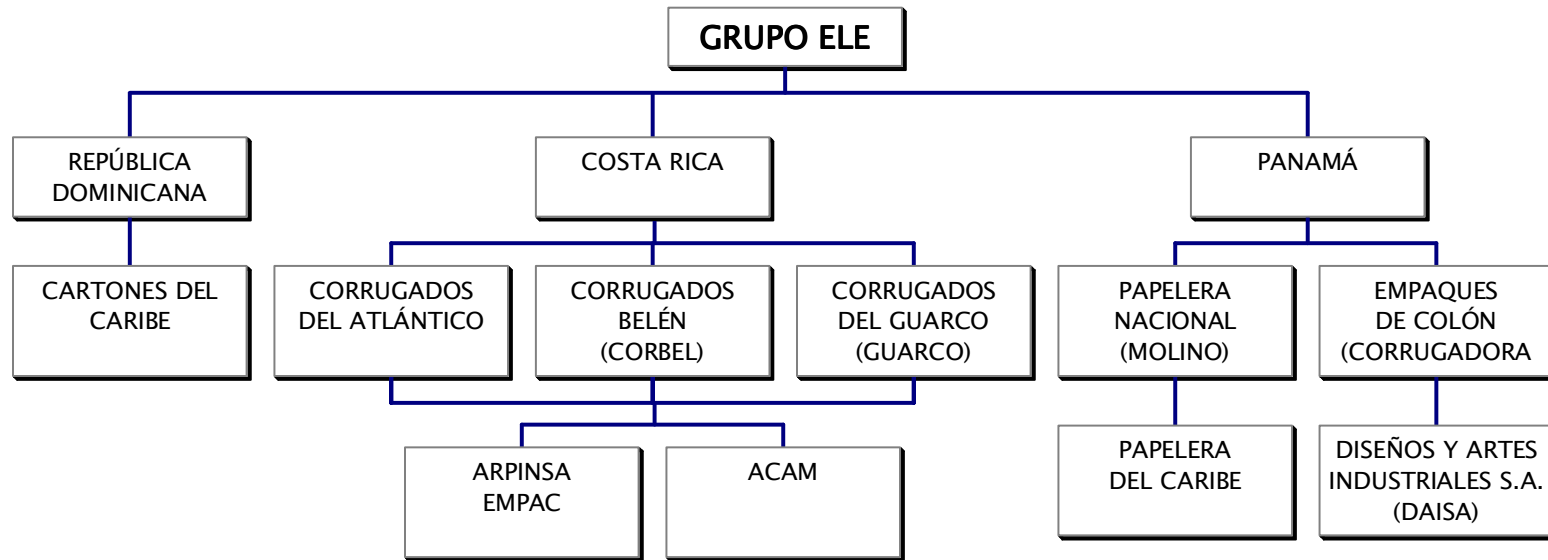 GRUPO ELE
REPÚBLICA
DOMINICANA
COSTA RICA
PANAMÁ
CARTONES DEL
CARIBE
CORRUGADOS
DEL ATLÁNTICO
CORRUGADOS
BELÉN
(CORBEL)
CORRUGADOS
DEL GUARCO
(GUARCO)
PAPELERA
NACIONAL
(MOLINO)
EMPAQUES
DE COLÓN
(CORRUGADORA
ARPINSA
EMPAC
ACAM
PAPELERA
DEL CARIBE
DISEÑOS Y ARTES
INDUSTRIALES S.A.
(DAISA)